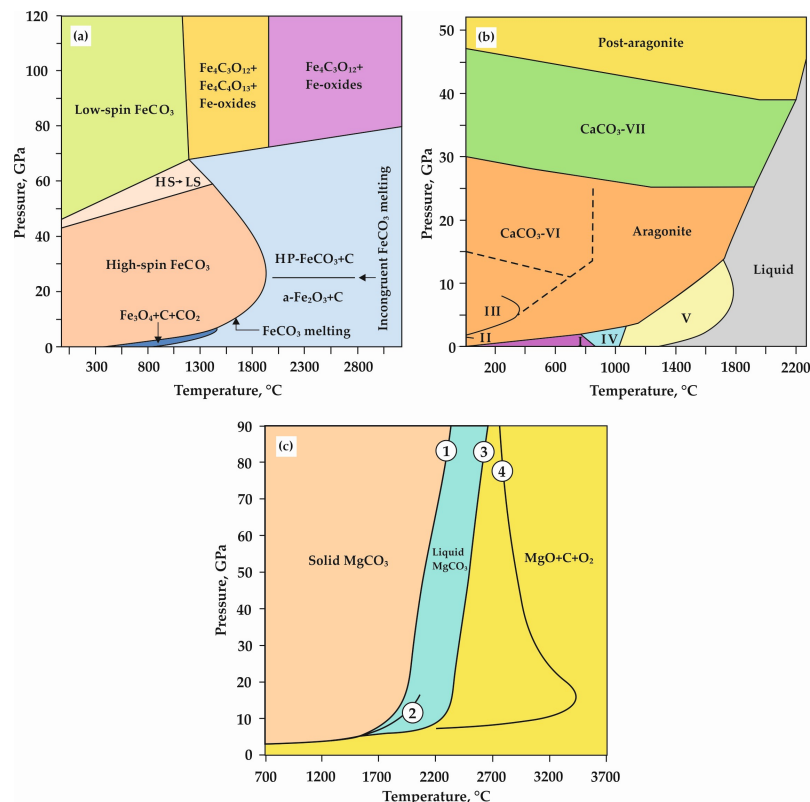 (a)
Pressure, GPa
120
100
80
60
40
20
0
Low-spin FeCO₃
Fe₄C₃O₁₂+
Fe₄C₄O₁₃+
Fe-oxides
Fe₄C₃O₁₂+
Fe-oxides
HS→LS
High-spin FeCO₃
HP-FeCO₃+C
a-Fe₂O₃+C
Incongruent FeCO₃ melting
Fe₃O₄+C+CO₂
FeCO₃ melting
300 800 1300 1800 2300 2800
Temperature, °C
(b)
Pressure, GPa
50
40
30
20
10
0
Post-aragonite
CaCO₃-VII
CaCO₃-VI
Aragonite
Liquid
III
II
I
IV
V
200 600 1000 1400 1800 2200
Temperature, °C
(c)
Pressure, GPa
90
80
70
60
50
40
30
20
10
0
1
3
4
Solid MgCO₃
Liquid
MgCO₃
MgO+C+O₂
2
700 1200 1700 2200 2700 3200 3700
Temperature, °C